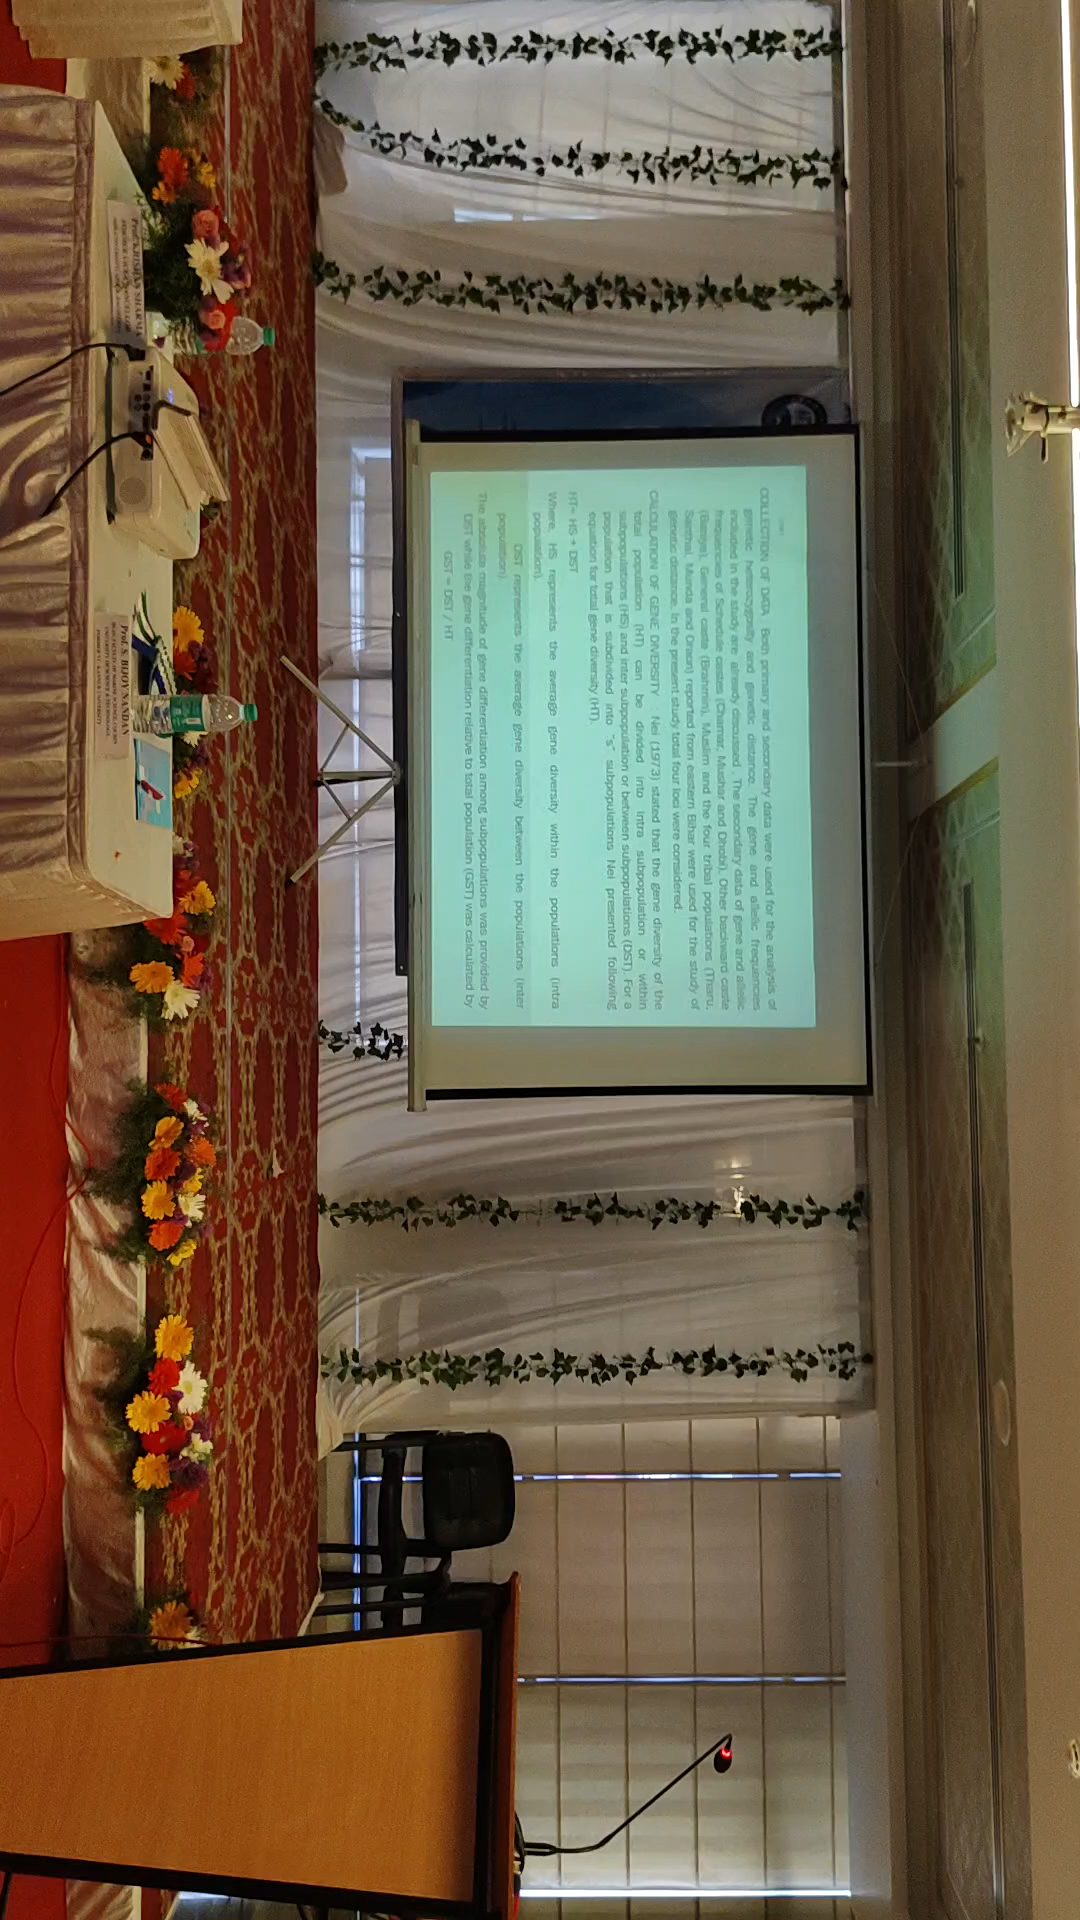 COLLECTION OF DATA : Both primary and secondary data were used for the analysis of
genetic heterozygosity and genetic distance. The gene and allelic frequencies
included in the study are already discussed . The secondary data of gene and allelic
frequencies of Schedule castes (Chamar, Mushar and Dhobi), Other backward caste
(Baniya), General caste (Brahmin), Muslim and the four tribal populations (Tharu,
Santhal, Munda and Oraon) reported from eastern Bihar were used for the study of
genetic distance. In the present study total four loci were considered.
CALCULATION OF GENE DIVERSITY : Nei (1973) stated that the gene diversity of the
total population (HT) can be divided into intra subpopulation or within
subpopulations (HS) and inter subpopulation or between subpopulations (DST). For a
population that is subdivided into "s" subpopulations Nei presented following
equation for total gene diversity (HT).
HT= HS + DST
Where, HS represents the average gene diversity within the populations (intra
population).
DST represents the average gene diversity between the populations (inter
population).
The absolute magnitude of gene differentiation among subpopulations was provided by
DST while the gene differentiation relative to total population (GST) was calculated by
GST = DST / HT
Prof. KRISHAN SHARMA
Prof. S. BIJOY NANDAN